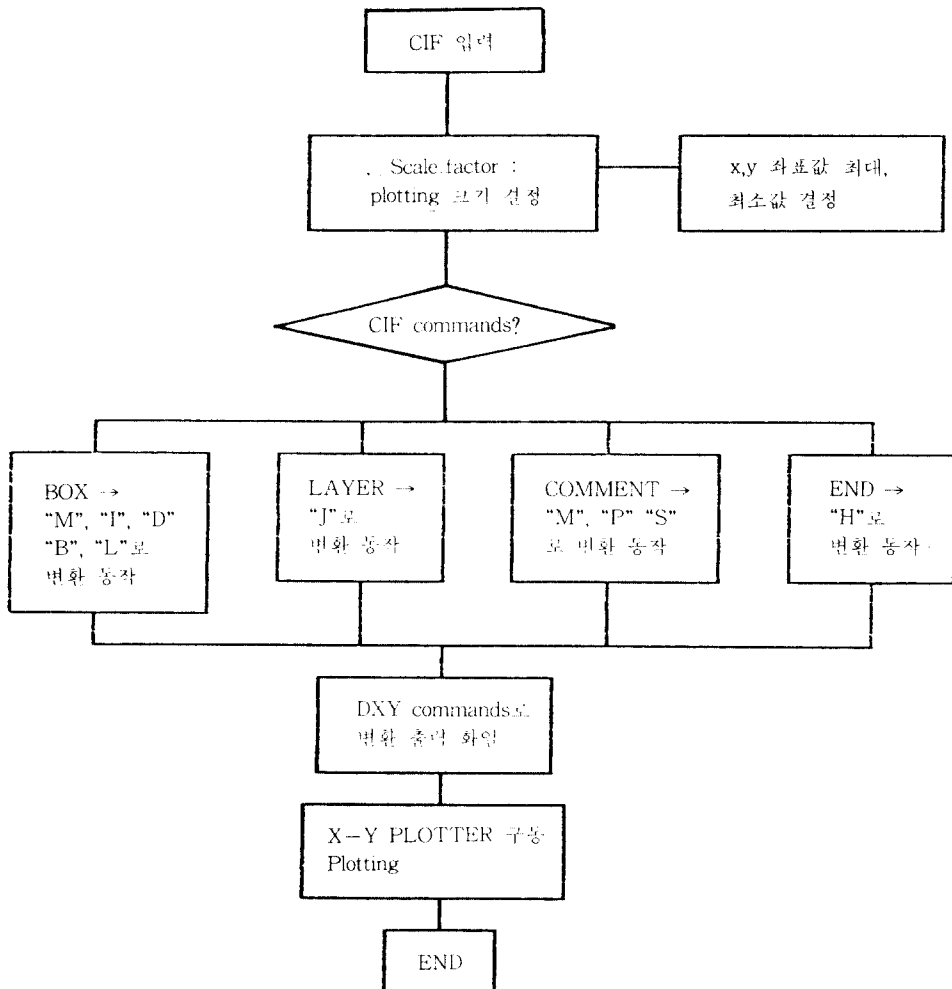 CIF 입력
Scale factor :
plotting 크기 결정
x,y 좌표값 최대,
최소값 결정
CIF commands?
BOX →
“M”, “I”, “D”
“B”, “L”로
변환 동작
LAYER →
“J”로
변환 동작
COMMENT →
“M”, “P” “S”
로 변환 동작
END →
“H”로
변환 동작
DXY commands로
변환 출력 화일
X-Y PLOTTER 구동
Plotting
END